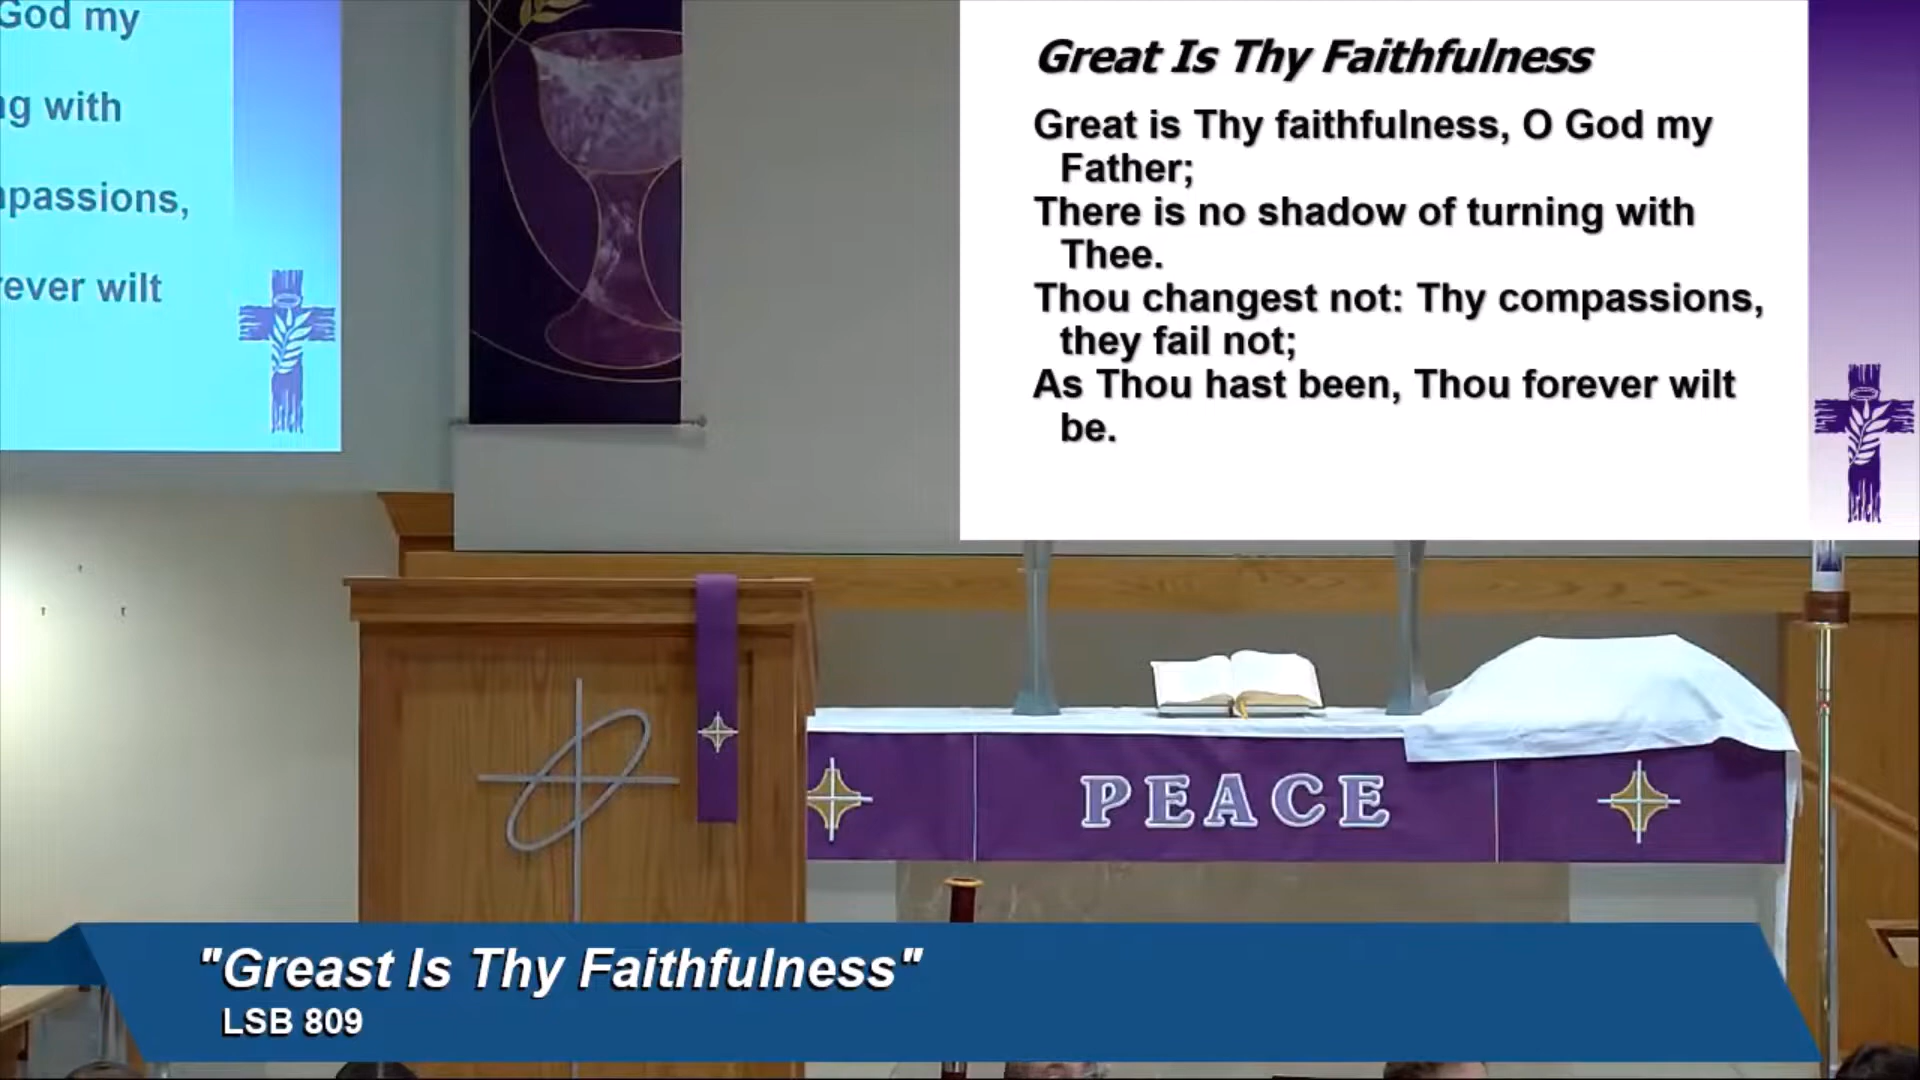 God my
ng with
passions,
ever wilt
Great Is Thy Faithfulness
Great is Thy faithfulness, O God my
Father;
There is no shadow of turning with
Thee.
Thou changest not: Thy compassions,
they fail not;
As Thou hast been, Thou forever wilt
be.
PEACE
"Greast Is Thy Faithfulness"
LSB 809